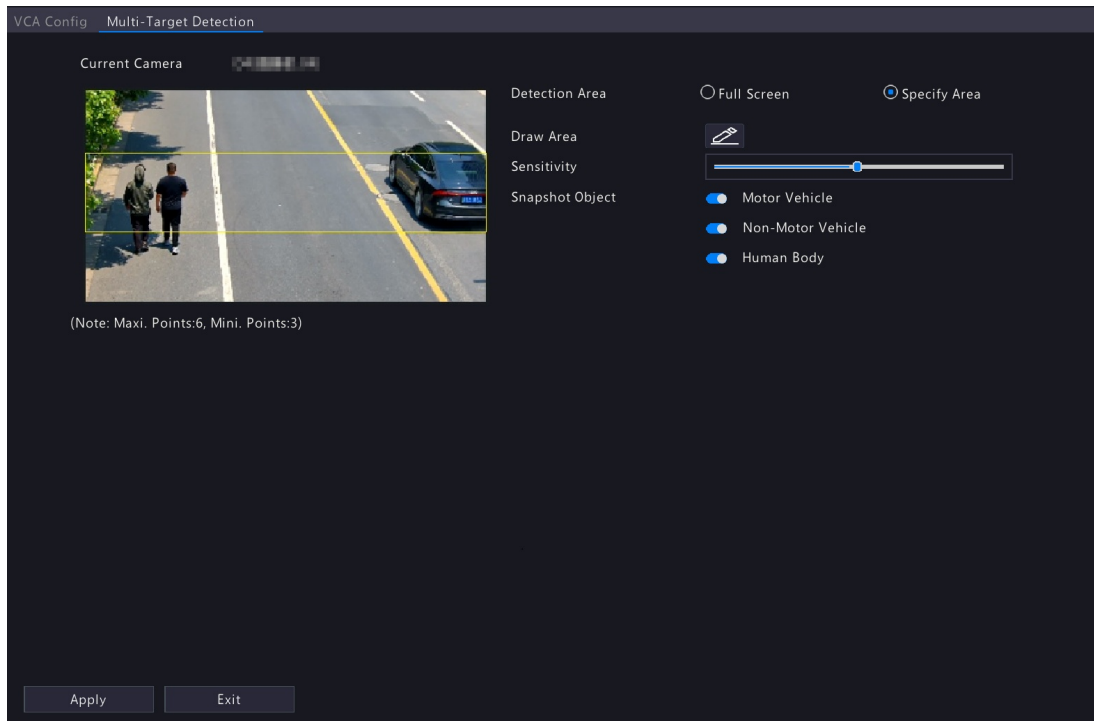 VCA Config Multi-Target Detection
Current Camera
Detection Area Full Screen Specify Area
Draw Area
Sensitivity
Snapshot Object Motor Vehicle
Non-Motor Vehicle
Human Body
(Note: Maxi. Points:6, Mini. Points:3)
Apply Exit